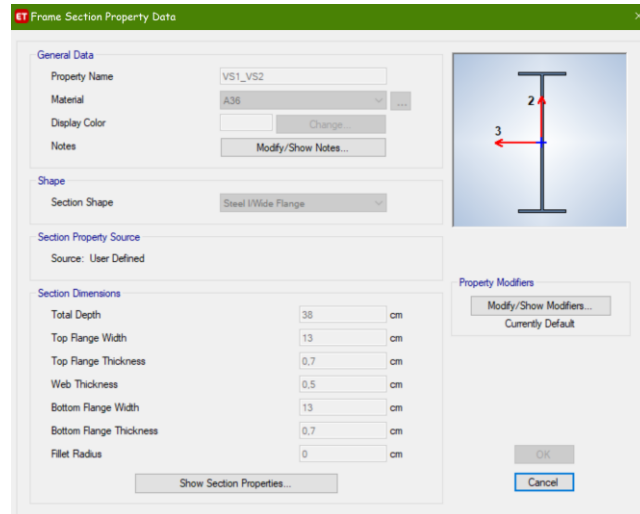 ET Frame Section Property Data
General Data
Property Name VS1_VS2
Material A36 ...
Display Color Change...
Notes Modify/Show Notes...
2
3
Shape
Section Shape Steel I/Wide Flange
Section Property Source
Source: User Defined
Property Modifiers
Modify/Show Modifiers...
Currently Default
Section Dimensions
Total Depth 38 cm
Top Flange Width 13 cm
Top Flange Thickness 0,7 cm
Web Thickness 0,5 cm
Bottom Flange Width 13 cm
Bottom Flange Thickness 0,7 cm
Fillet Radius 0 cm
Show Section Properties...
OK
Cancel